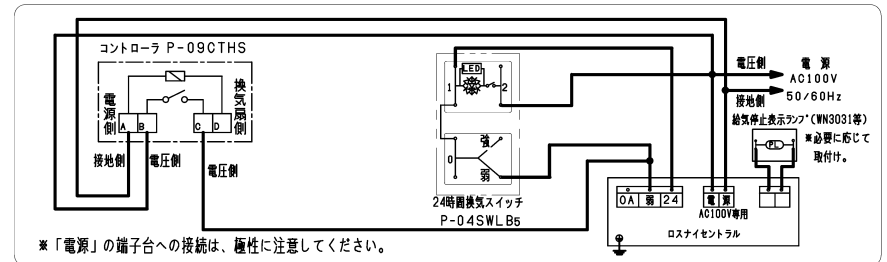 コントローラ P-09CTHS
電源側
A B
C D
換気扇側
接地側
電圧側
電圧側
LED
1
2
0
強
弱
24時間換気スイッチ
P-04SWLB5
電圧側
接地側
電 源
AC100V
50/60Hz
給気停止表示ランプ(WN3031等)
PL
※必要に応じて
取付け。
0A 弱 24
電 源
AC100V専用
ロスナイセントラル
※「電源」の端子台への接続は、極性に注意してください。